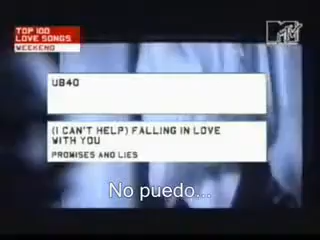 TOP 100
LOVE SONGS
WEEKEND
MTV
UB40
(I CAN'T HELP) FALLING IN LOVE
WITH YOU
PROMISES AND LIES
No puedo...